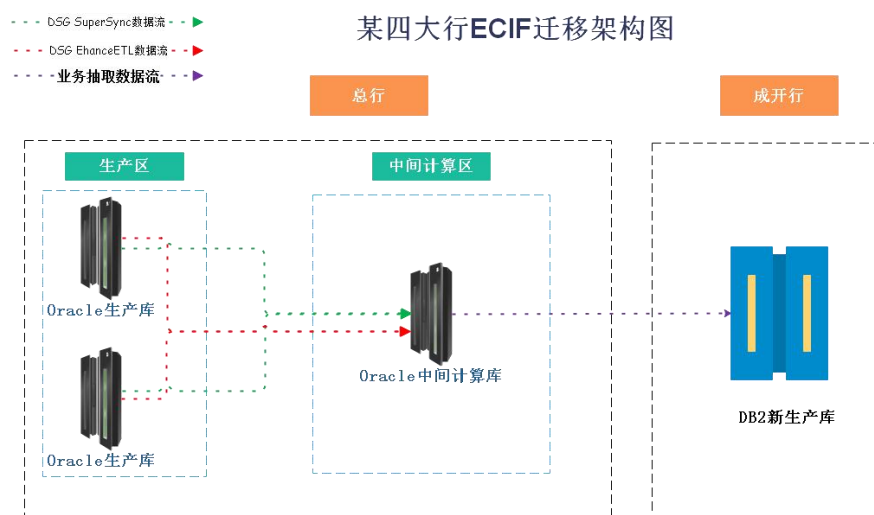 DSG SuperSync数据流
某四大行ECIF迁移架构图
DSG EhanceETL数据流
业务抽取数据流
总行
成开行
生产区
中间计算区
Oracle生产库
Oracle中间计算库
DB2新生产库
Oracle生产库